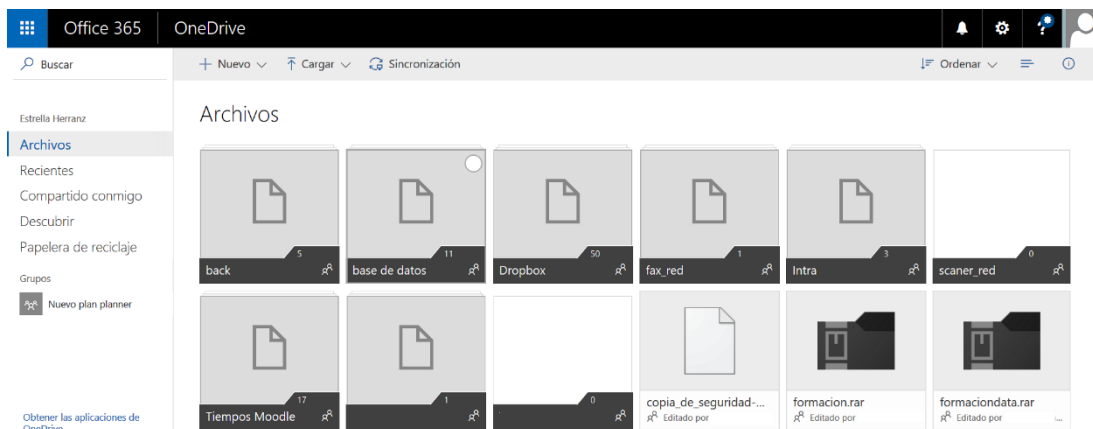 Office 365 OneDrive
Buscar
Nuevo Cargar Sincronización Ordenar
Estrella Herranz
Archivos
Recientes
Compartido conmigo
Descubrir
Papelera de reciclaje
Grupos
Nuevo plan planner
Obtener las aplicaciones de
OneDrive
Archivos
5 11 50 1 3 0
back base de datos Dropbox fax_red Intra scaner_red
17 1 0
Tiempos Moodle
copia_de_seguridad-... formacion.rar formaciondata.rar
Editado por Editado por Editado por ...